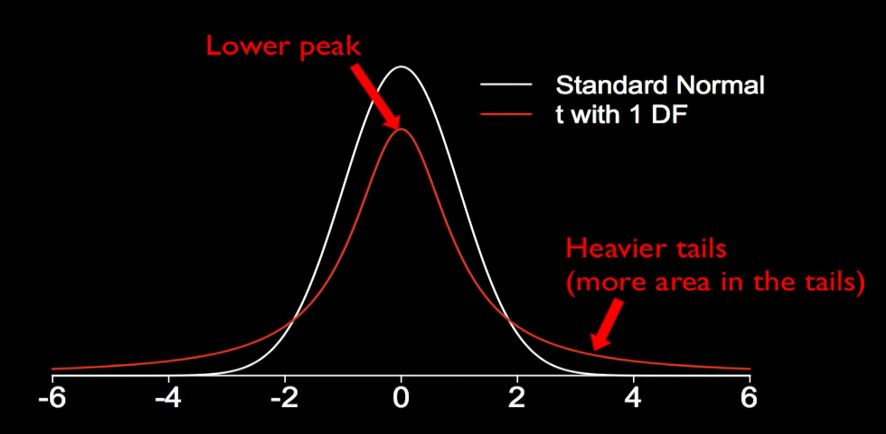 Lower peak
Standard Normal
t with 1 DF
Heavier tails
(more area in the tails)
-6 -4 -2 0 2 4 6